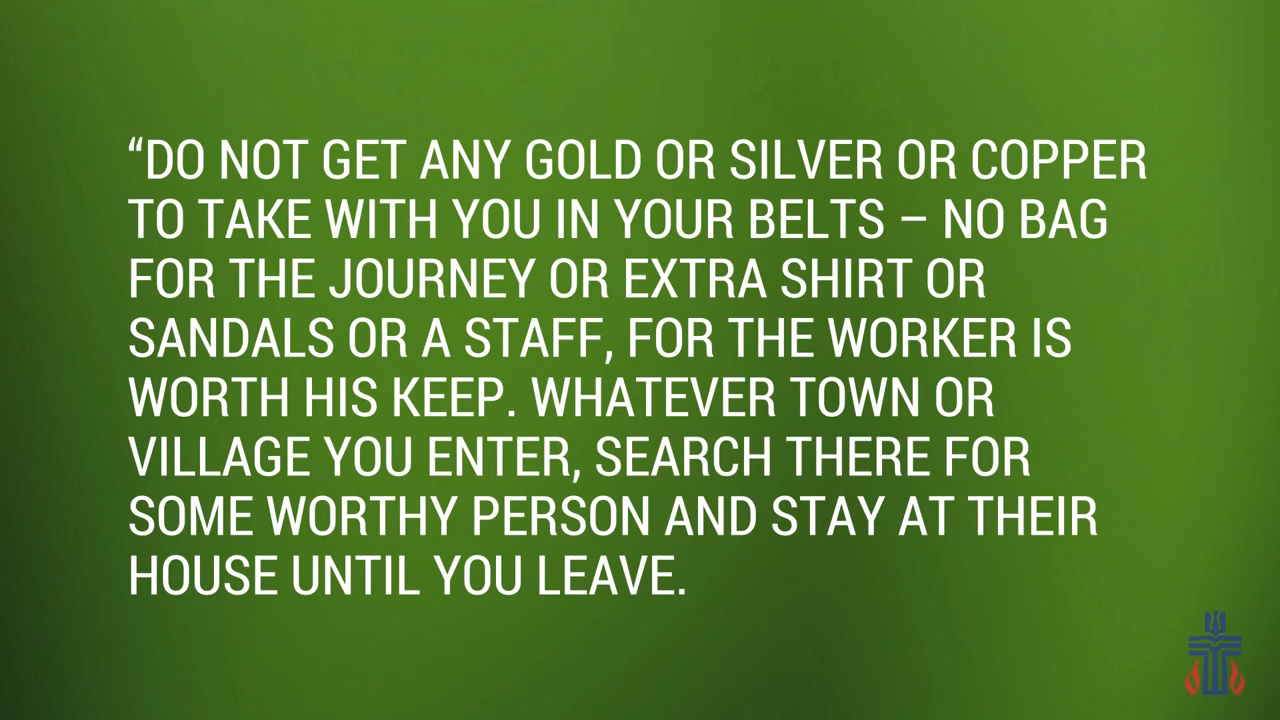 “DO NOT GET ANY GOLD OR SILVER OR COPPER
TO TAKE WITH YOU IN YOUR BELTS – NO BAG
FOR THE JOURNEY OR EXTRA SHIRT OR
SANDALS OR A STAFF, FOR THE WORKER IS
WORTH HIS KEEP. WHATEVER TOWN OR
VILLAGE YOU ENTER, SEARCH THERE FOR
SOME WORTHY PERSON AND STAY AT THEIR
HOUSE UNTIL YOU LEAVE.